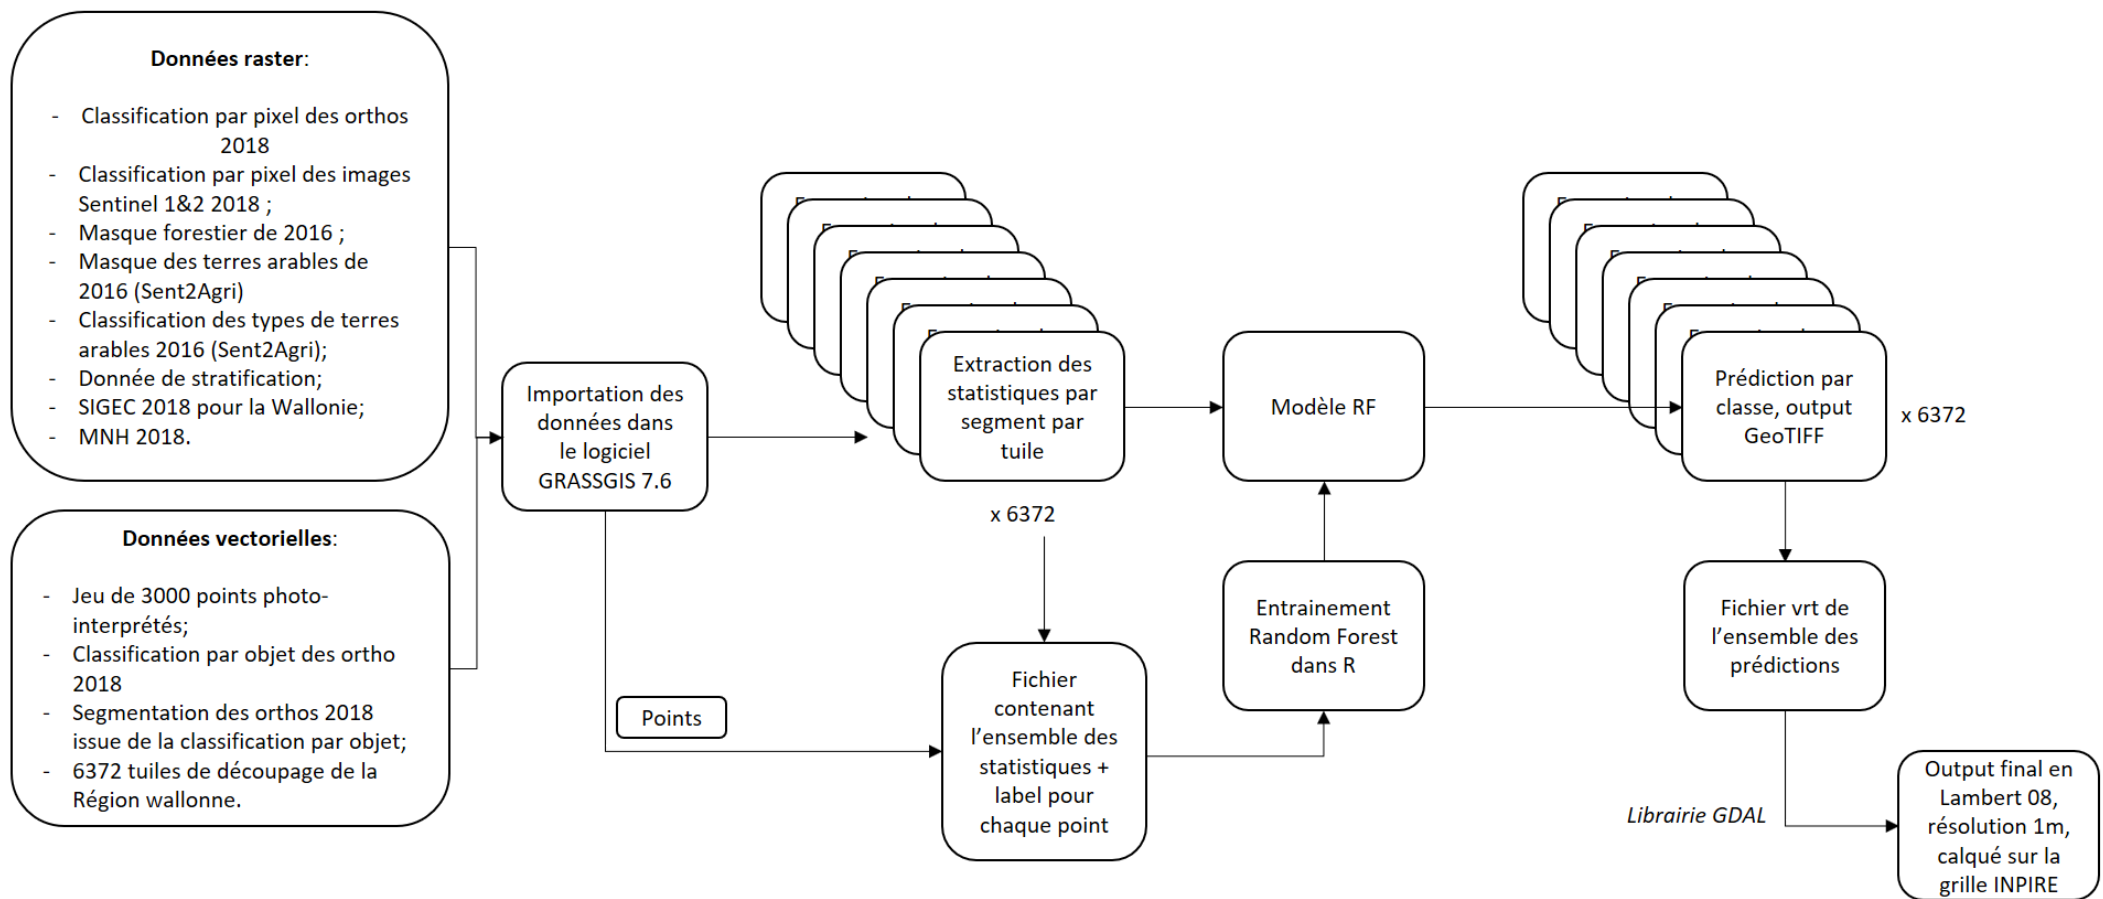 Données raster:
- Classification par pixel des orthos
2018
- Classification par pixel des images
Sentinel 1&2 2018 ;
- Masque forestier de 2016 ;
- Masque des terres arables de
2016 (Sent2Agri)
- Classification des types de terres
arables 2016 (Sent2Agri);
- Donnée de stratification;
- SIGEC 2018 pour la Wallonie;
- MNH 2018.
Données vectorielles:
- Jeu de 3000 points photo-
interprétés;
- Classification par objet des ortho
2018
- Segmentation des orthos 2018
issue de la classification par objet;
- 6372 tuiles de découpage de la
Région wallonne.
Importation des
données dans
le logiciel
GRASSGIS 7.6
Points
Extraction des
statistiques par
segment par
tuile
x 6372
Fichier
contenant
l'ensemble des
statistiques +
label pour
chaque point
Modèle RF
Entrainement
Random Forest
dans R
Prédiction par
classe, output
GeoTIFF
x 6372
Fichier vrt de
l'ensemble des
prédictions
Librairie GDAL
Output final en
Lambert 08,
résolution 1m,
calqué sur la
grille INPIRE